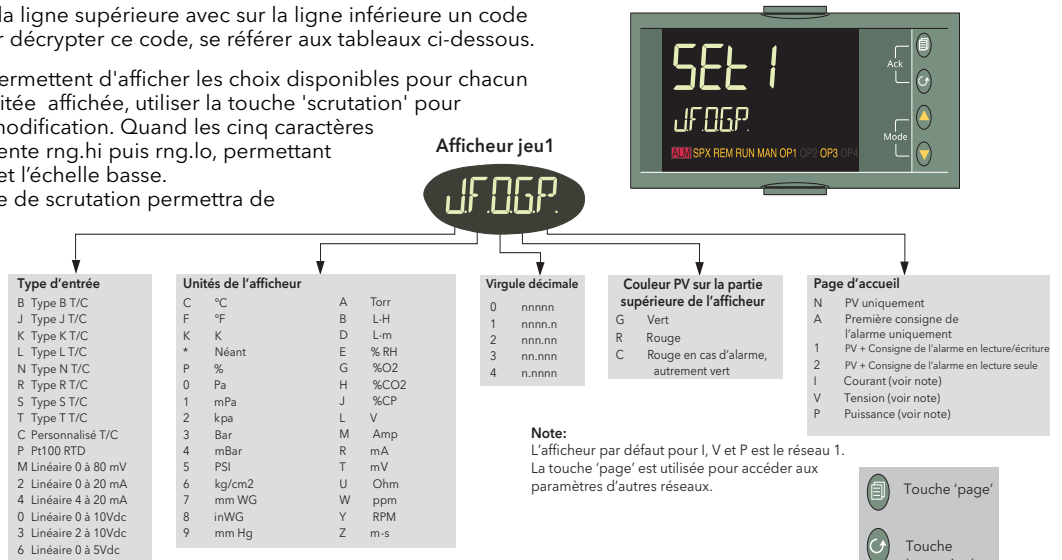 la ligne supérieure avec sur la ligne inférieure un code
décrypter ce code, se référer aux tableaux ci-dessous.
d'afficher les choix disponibles pour chacun
affichée, utiliser la touche 'scrutation' pour
Quand les cinq caractères
rng.hi puis rng.lo, permettant
et l'échelle basse.
de scrutation permettra de
SEt 1
J.F.0.G.P.
Ack
Mode
ALM SPX REM RUN MAN OP1 OP2 OP3 OP4
Afficheur jeu1
J.F.0.G.P.
Type d'entrée
B Type B T/C
J Type J T/C
K Type K T/C
L Type L T/C
N Type N T/C
R Type R T/C
S Type S T/C
T Type T T/C
C Personnalisé T/C
P Pt100 RTD
M Linéaire 0 à 80 mV
2 Linéaire 0 à 20 mA
4 Linéaire 4 à 20 mA
0 Linéaire 0 à 10Vdc
3 Linéaire 2 à 10Vdc
6 Linéaire 0 à 5Vdc
Unités de l'afficheur
C °C
F °F
K K
* Néant
P %
0 Pa
1 mPa
2 kpa
3 Bar
4 mBar
5 PSI
6 kg/cm2
7 mm WG
8 inWG
9 mm Hg
A Torr
B L-H
D L-m
E % RH
G %O2
H %CO2
J %CP
L V
M Amp
R mA
T mV
U Ohm
W ppm
Y RPM
Z m-s
Virgule décimale
0 nnnnn
1 nnnn.n
2 nnn.nn
3 nn.nnn
4 n.nnnn
Couleur PV sur la partie
supérieure de l'afficheur
G Vert
R Rouge
C Rouge en cas d'alarme,
autrement vert
Page d'accueil
N PV uniquement
A Première consigne de
l'alarme uniquement
1 PV + Consigne de l'alarme en lecture/écriture
2 PV + Consigne de l'alarme en lecture seule
I Courant (voir note)
V Tension (voir note)
P Puissance (voir note)
Note:
L'afficheur par défaut pour I, V et P est le réseau 1.
La touche 'page' est utilisée pour accéder aux
paramètres d'autres réseaux.
Touche 'page'
Touche